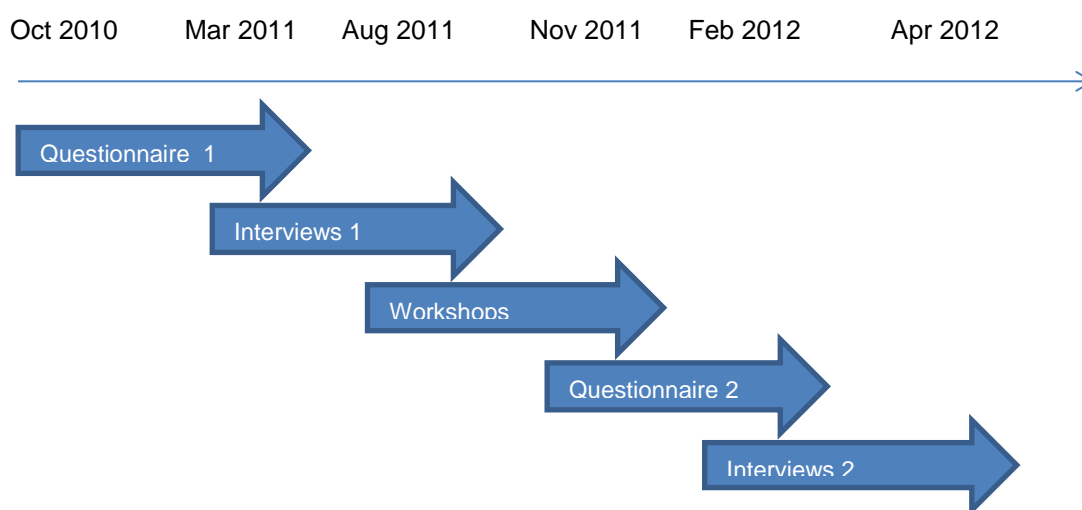 Oct 2010 Mar 2011 Aug 2011 Nov 2011 Feb 2012 Apr 2012
Questionnaire 1
Interviews 1
Workshops
Questionnaire 2
Interviews 2